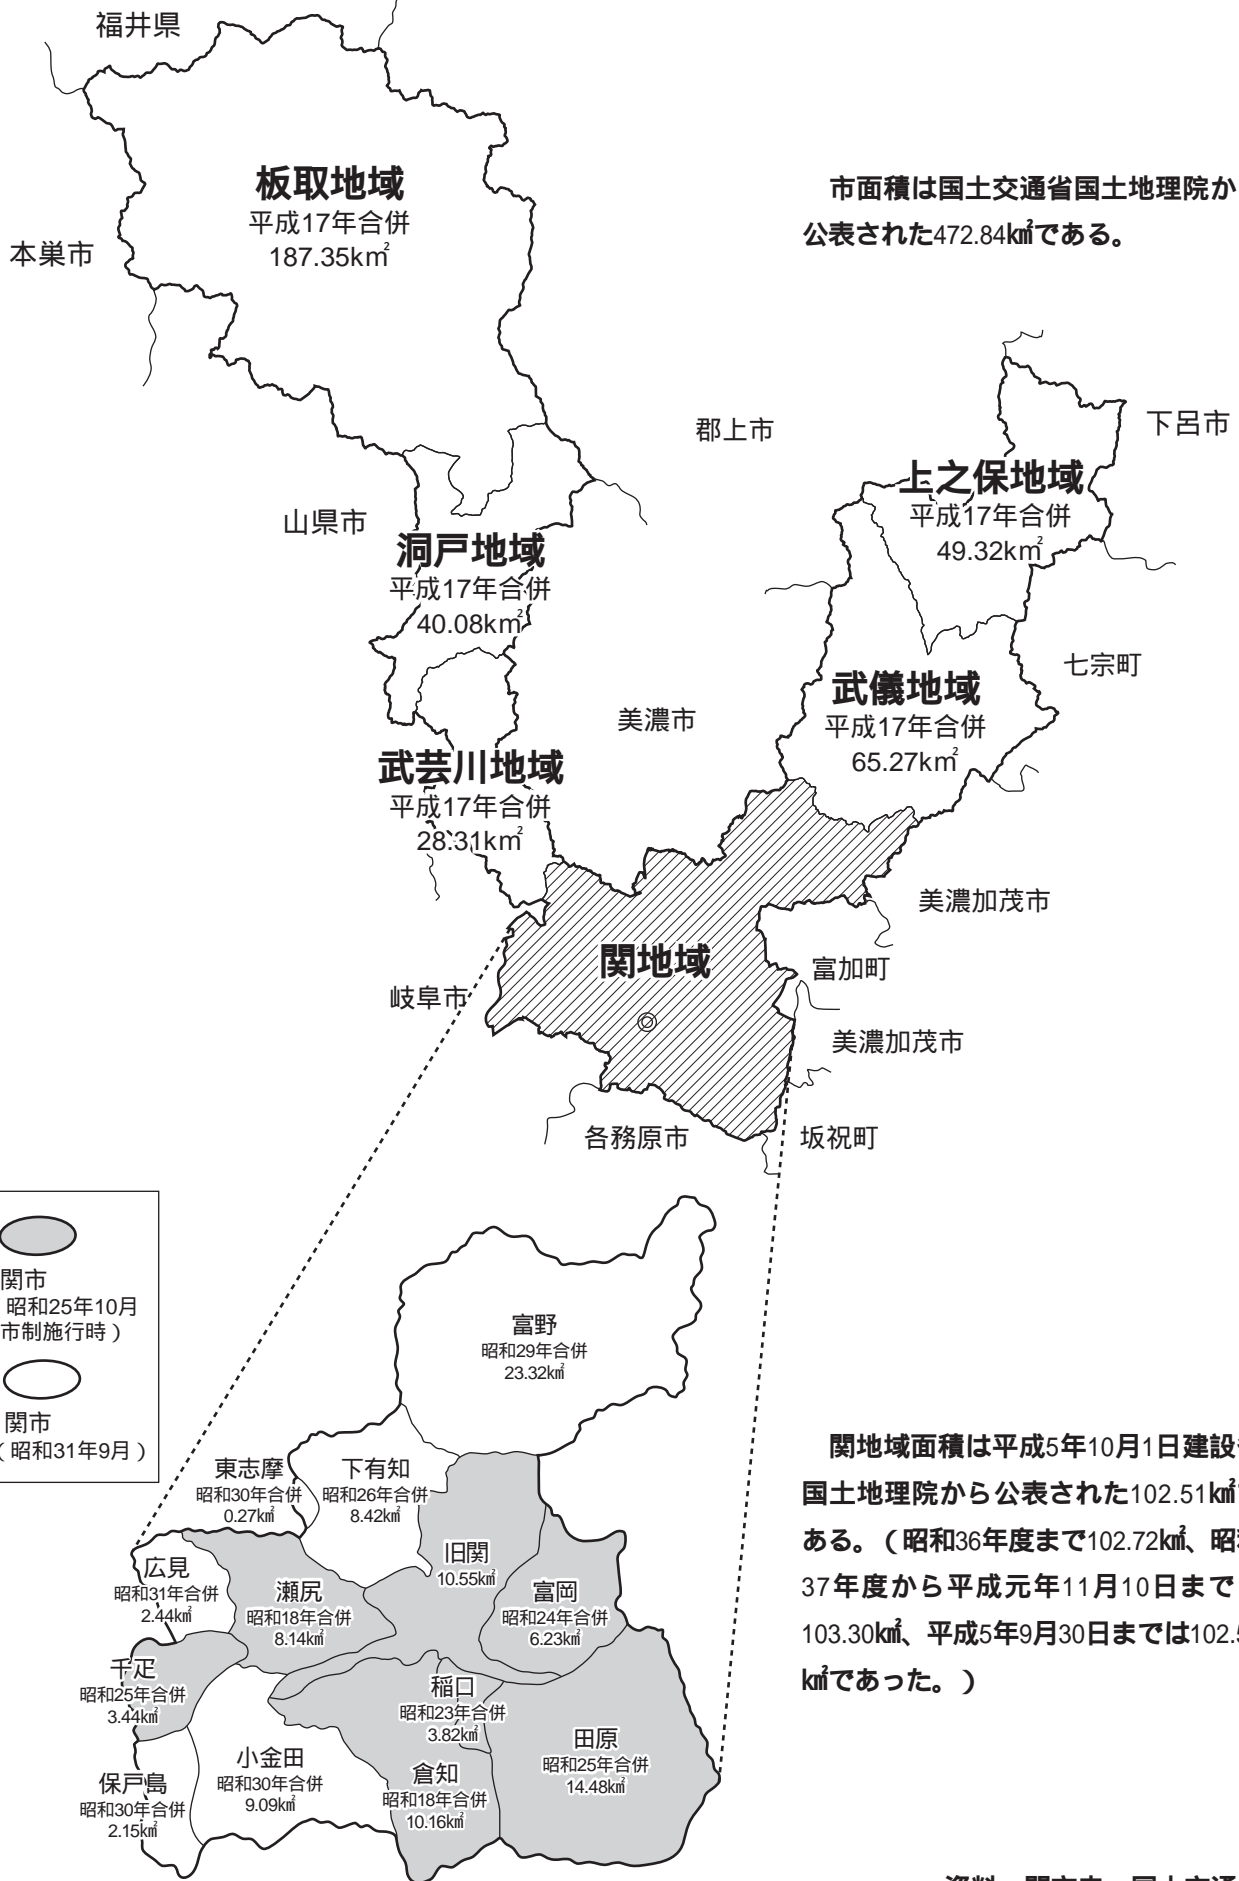 福井県
板取地域
平成17年合併
187.35k㎡
本巣市
市面積は国土交通省国土地理院か
公表された472.84k㎡である。
郡上市
下呂市
上之保地域
平成17年合併
49.32k㎡
山県市
洞戸地域
平成17年合併
40.08k㎡
七宗町
武儀地域
平成17年合併
65.27k㎡
美濃市
武芸川地域
平成17年合併
28.31k㎡
美濃加茂市
関地域
富加町
岐阜市
美濃加茂市
各務原市
坂祝町
関市
昭和25年10月
市制施行時）
関市
（昭和31年9月）
富野
昭和29年合併
23.32k㎡
東志摩
昭和30年合併
0.27k㎡
下有知
昭和26年合併
8.42k㎡
旧関
10.55k㎡
広見
昭和31年合併
2.44k㎡
瀬尻
昭和18年合併
8.14k㎡
富岡
昭和24年合併
6.23k㎡
千疋
昭和25年合併
3.44k㎡
稲口
昭和23年合併
3.82k㎡
田原
昭和25年合併
14.48k㎡
小金田
昭和30年合併
9.09k㎡
倉知
昭和18年合併
10.16k㎡
保戸島
昭和30年合併
2.15k㎡
関地域面積は平成5年10月1日建設
国土地理院から公表された102.51k㎡
ある。（昭和36年度まで102.72k㎡、昭
37年度から平成元年11月10日まで
103.30k㎡、平成5年9月30日までは102.5
k㎡であった。）